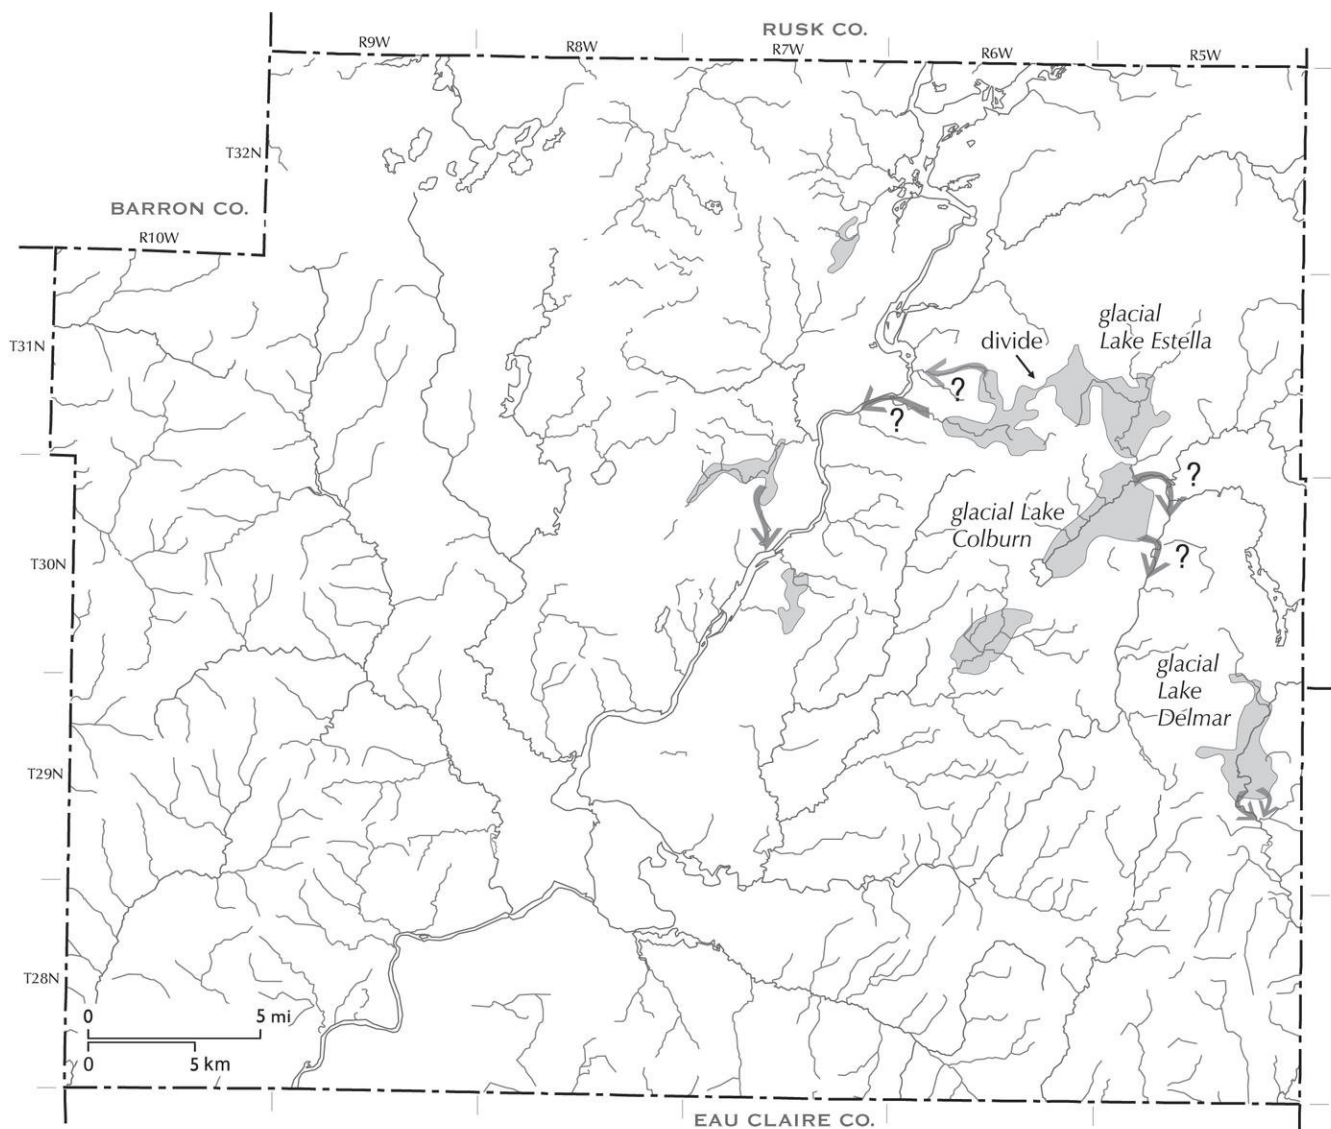 RUSK CO.
R9W
R8W
R7W
R6W
R5W
T32N
BARRON CO.
R10W
T31N
glacial
Lake Estella
divide
?
?
?
glacial Lake
Colburn
?
T30N
glacial
Lake
Delmar
T29N
T28N
0
5 mi
0
5 km
EAU CLAIRE CO.